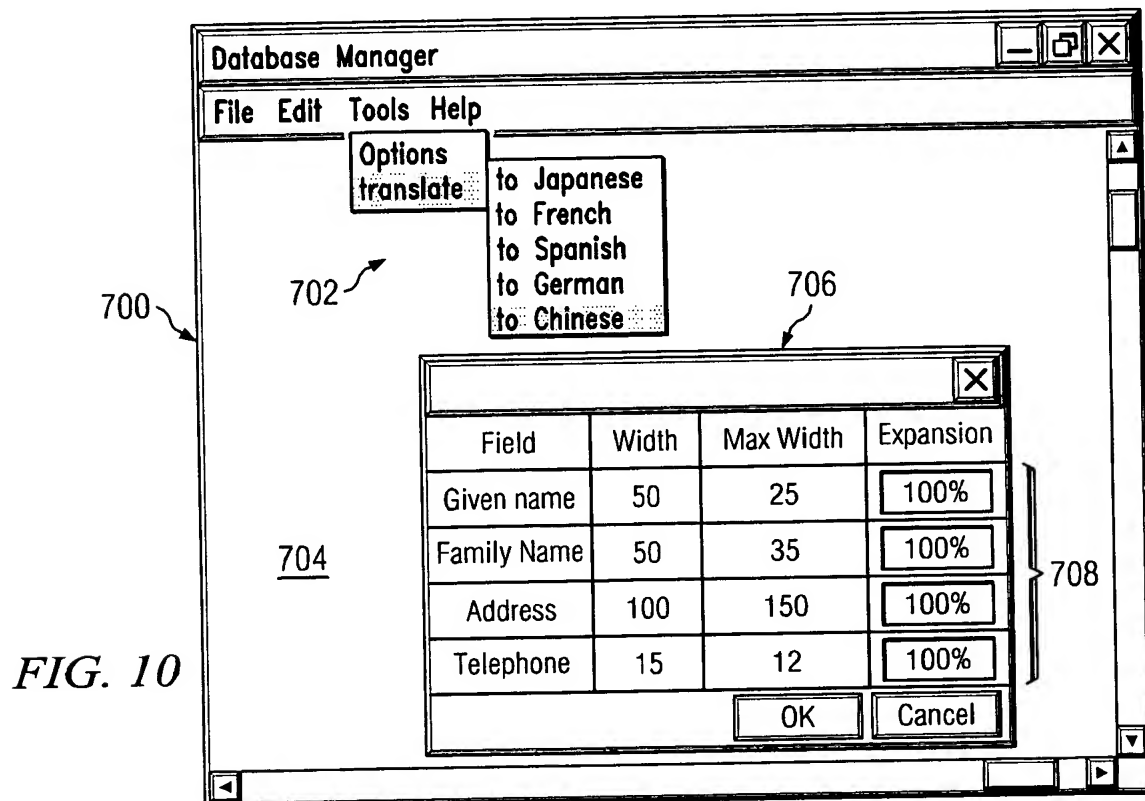 Database Manager
File Edit Tools Help
Options
translate
to Japanese
to French
to Spanish
to German
to Chinese
700
702
704
706
Field Width Max Width Expansion
Given name 50 25 100%
Family Name 50 35 100%
Address 100 150 100%
Telephone 15 12 100%
708
OK Cancel
FIG. 10